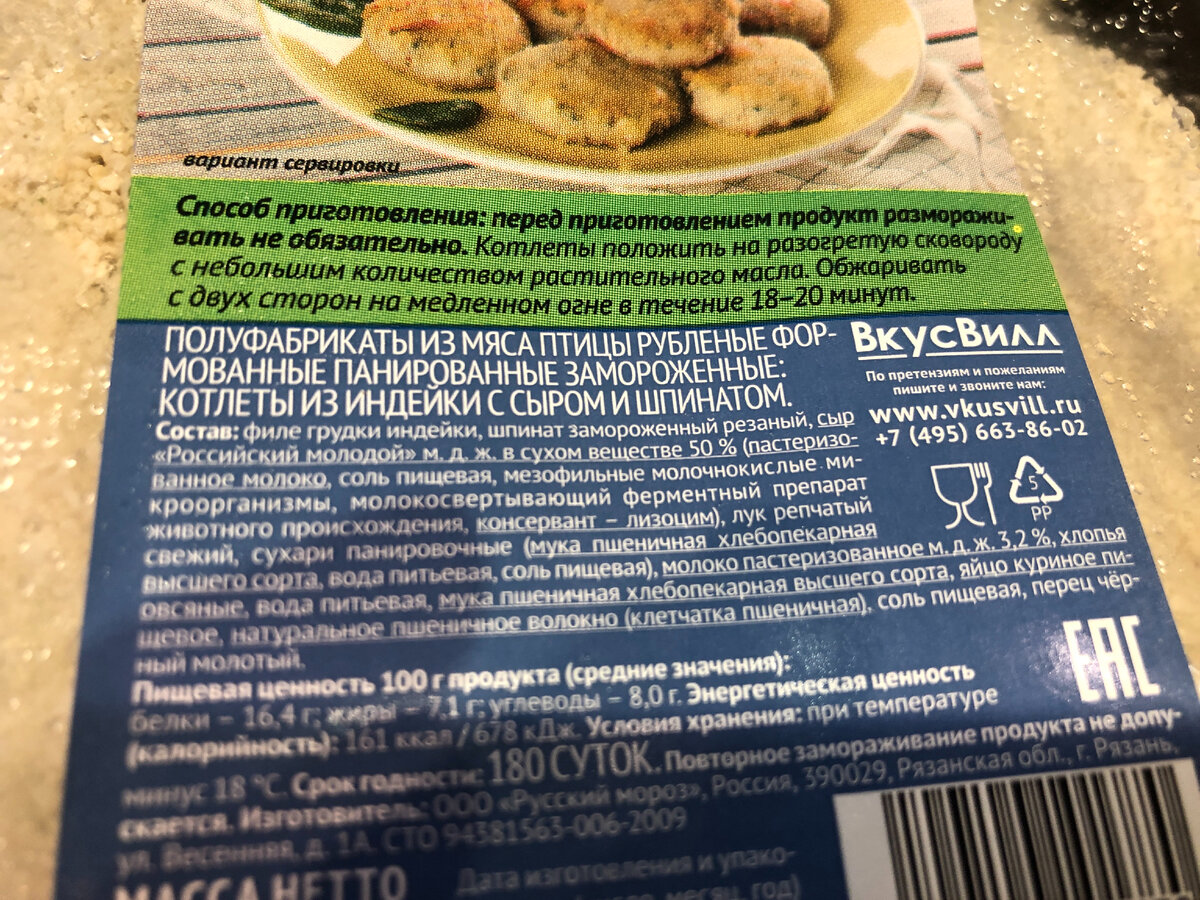 вариант сервировки
Способ приготовления: перед приготовлением продукт заморажи-
вать не обязательно. Котлеты положить на разогретую сковороду
с небольшим количеством растительного масла. Обжаривать
с двух сторон на медленном огне в течение 18–20 минут.
ПОЛУФАБРИКАТЫ ИЗ МЯСА ПТИЦЫ РУБЛЕНЫЕ ФОР-
МОВАННЫЕ ПАНИРОВАННЫЕ ЗАМОРОЖЕННЫЕ:
КОТЛЕТЫ ИЗ ИНДЕЙКИ С СЫРОМ И ШПИНАТОМ.
ВкусВилл
По претензиям и пожеланиям
пишите и звоните нам:
www.vkusvill.ru
+7 (495) 663-86-02
5
PP
Состав: филе грудки индейки, шпинат замороженный резаный, сыр
«Российский молодой» м. д. ж. в сухом веществе 50 % (пастеризо-
ванное молоко, соль пищевая, мезофильные молочнокислые ми-
кроорганизмы, молокосвертывающий ферментный препарат
животного происхождения, консервант – лизоцим), лук репчатый
свежий, сухари панировочные (мука пшеничная хлебопекарная
высшего сорта, вода питьевая, соль пищевая), молоко пастеризованное м. д. ж. 3,2 %, хлопья
овсяные, вода питьевая, мука пшеничная хлебопекарная высшего сорта, яйцо куриное пи-
щевое, натуральное пшеничное волокно (клетчатка пшеничная), соль пищевая, перец чёр-
ный молотый.
EAC
Пищевая ценность 100 г продукта (средние значения):
белки – 16,4 г; жиры – 7,1 г; углеводы – 8,0 г. Энергетическая ценность
(калорийность): 161 ккал / 678 кДж. Условия хранения: при температуре
минус 18 °С. Срок годности: 180 СУТОК. Повторное замораживание продукта не допу-
скается. Изготовитель: ООО «Русский мороз», Россия, 390029, Рязанская обл., г. Рязань,
ул. Весенняя, д. 1А. СТО 94381563-006-2009
МАССА НЕТТО
Дата изготовления и упако-
месяц, год)